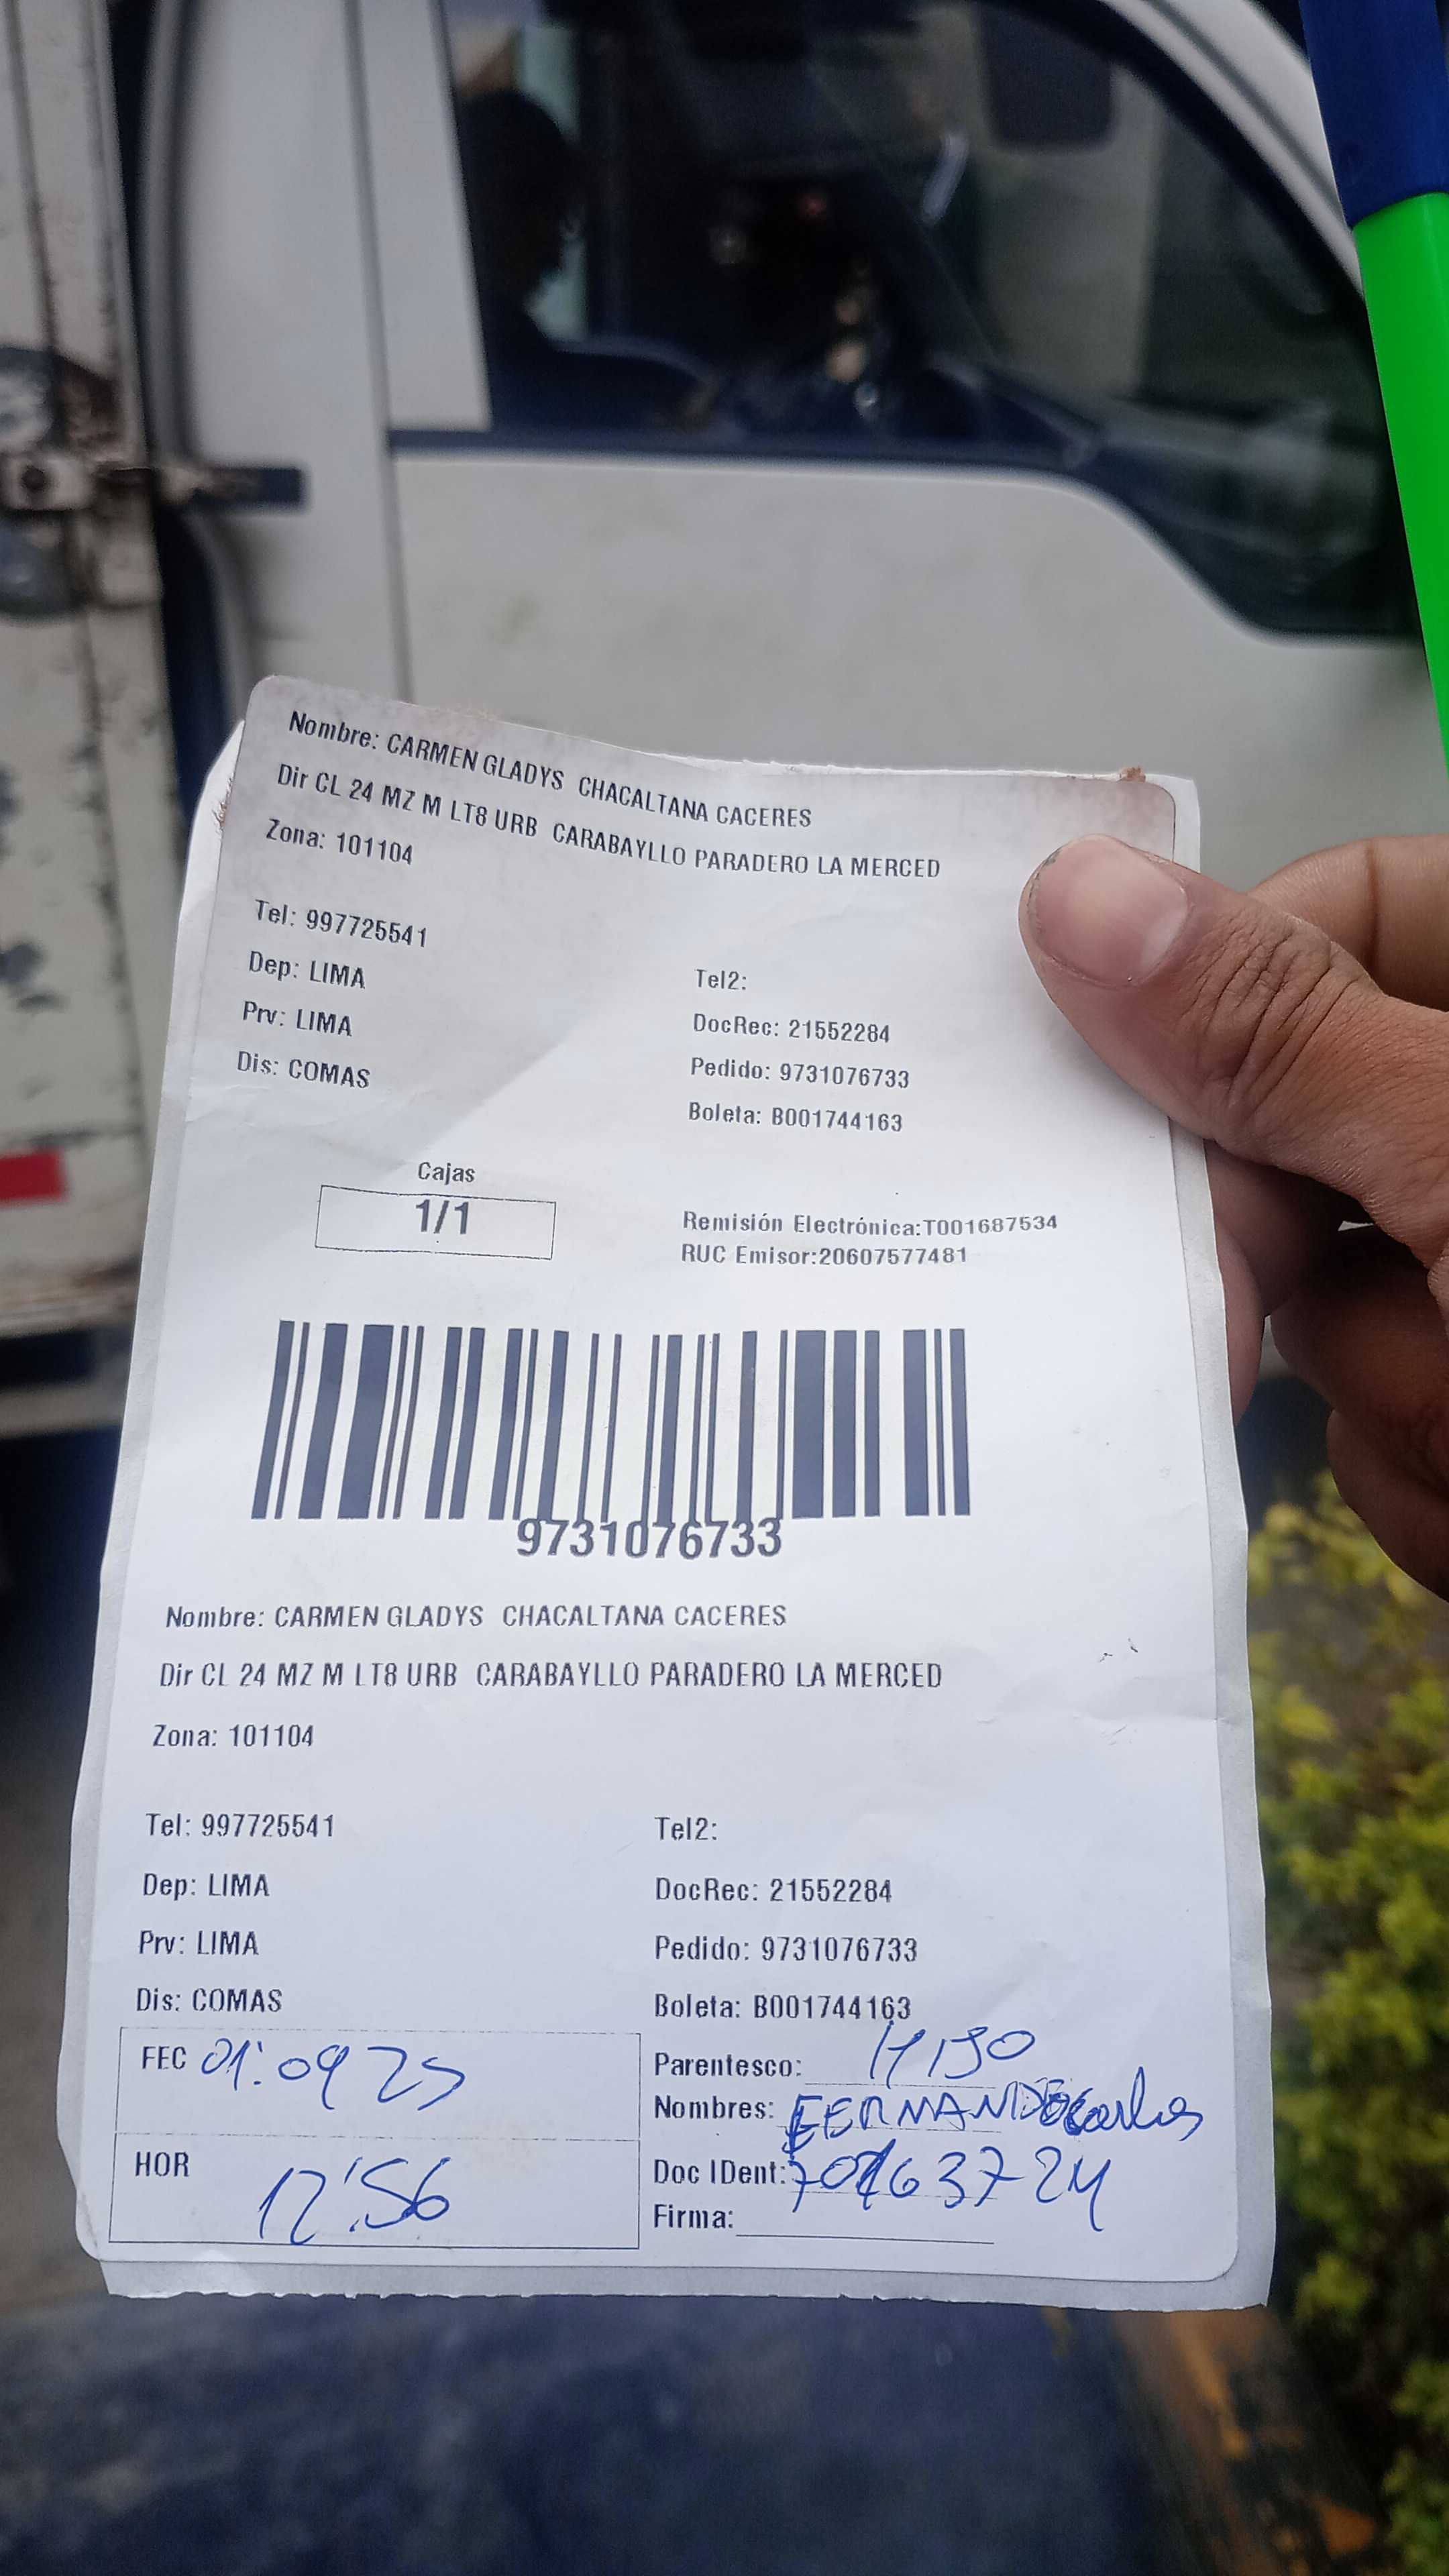 Nombre: CARMEN GLADYS CHACALTANA CACERES
Dir CL 24 MZ M LT8 URB CARABAYLLO PARADERO LA MERCED
Zona: 101104
Tel: 997725541
Dep: LIMA
Tel2:
Prv: LIMA
DocRec: 21552284
Dis: COMAS
Pedido: 9731076733
Boleta: B001744163
Cajas
1/1
Remisión Electrónica:T001687534
RUC Emisor:20607577481
9731076733
Nombre: CARMEN GLADYS CHACALTANA CACERES
Dir CL 24 MZ M LT8 URB CARABAYLLO PARADERO LA MERCED
Zona: 101104
Tel: 997725541
Tel2:
Dep: LIMA
DocRec: 21552284
Prv: LIMA
Pedido: 9731076733
Dis: COMAS
Boleta: B001744163
FEC 01:09 25
Parentesco: HIJO
Nombres: FERNANDO Carlos
HOR 12:56
Doc IDent:
Firma: